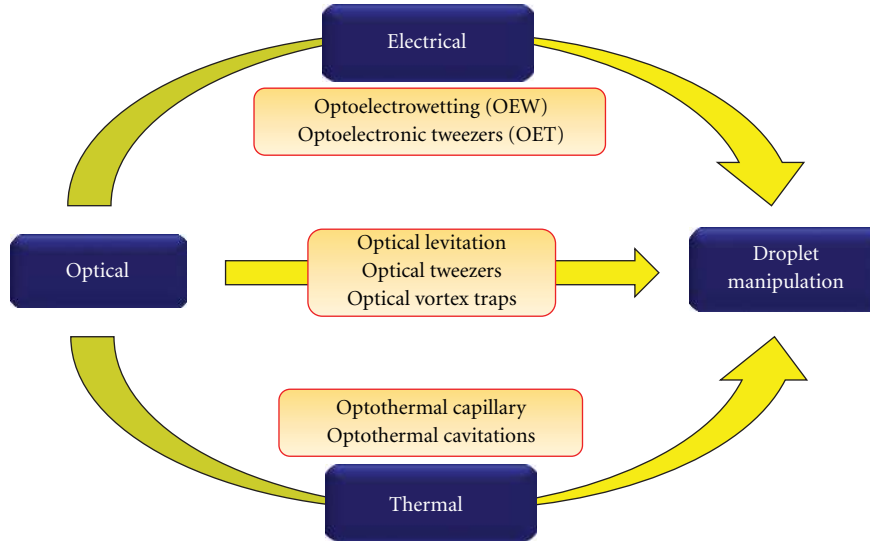 Electrical
Optoelectrowetting (OEW)
Optoelectronic tweezers (OET)
Optical
Optical levitation
Optical tweezers
Optical vortex traps
Droplet
manipulation
Optothermal capillary
Optothermal cavitations
Thermal